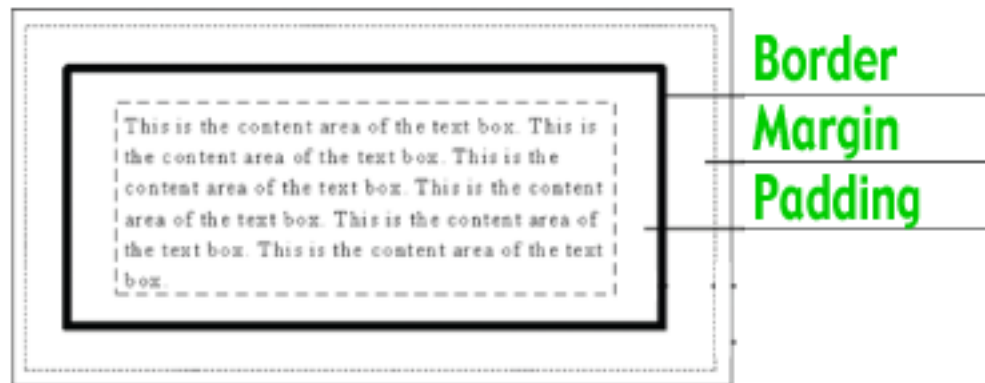 Border
Margin
Padding
This is the content area of the text box. This is
the content area of the text box. This is the
content area of the text box. This is the content
area of the text box. This is the content area of
the text box. This is the content area of the text
box.